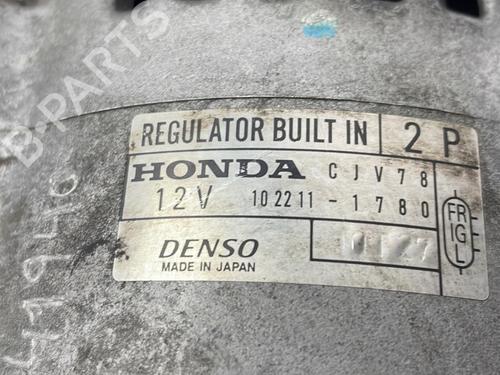 B-PARTS
REGULATOR BUILT IN 2 P
HONDA CJV78
12V 102211-1780
FR
IG
L
DENSO
MADE IN JAPAN